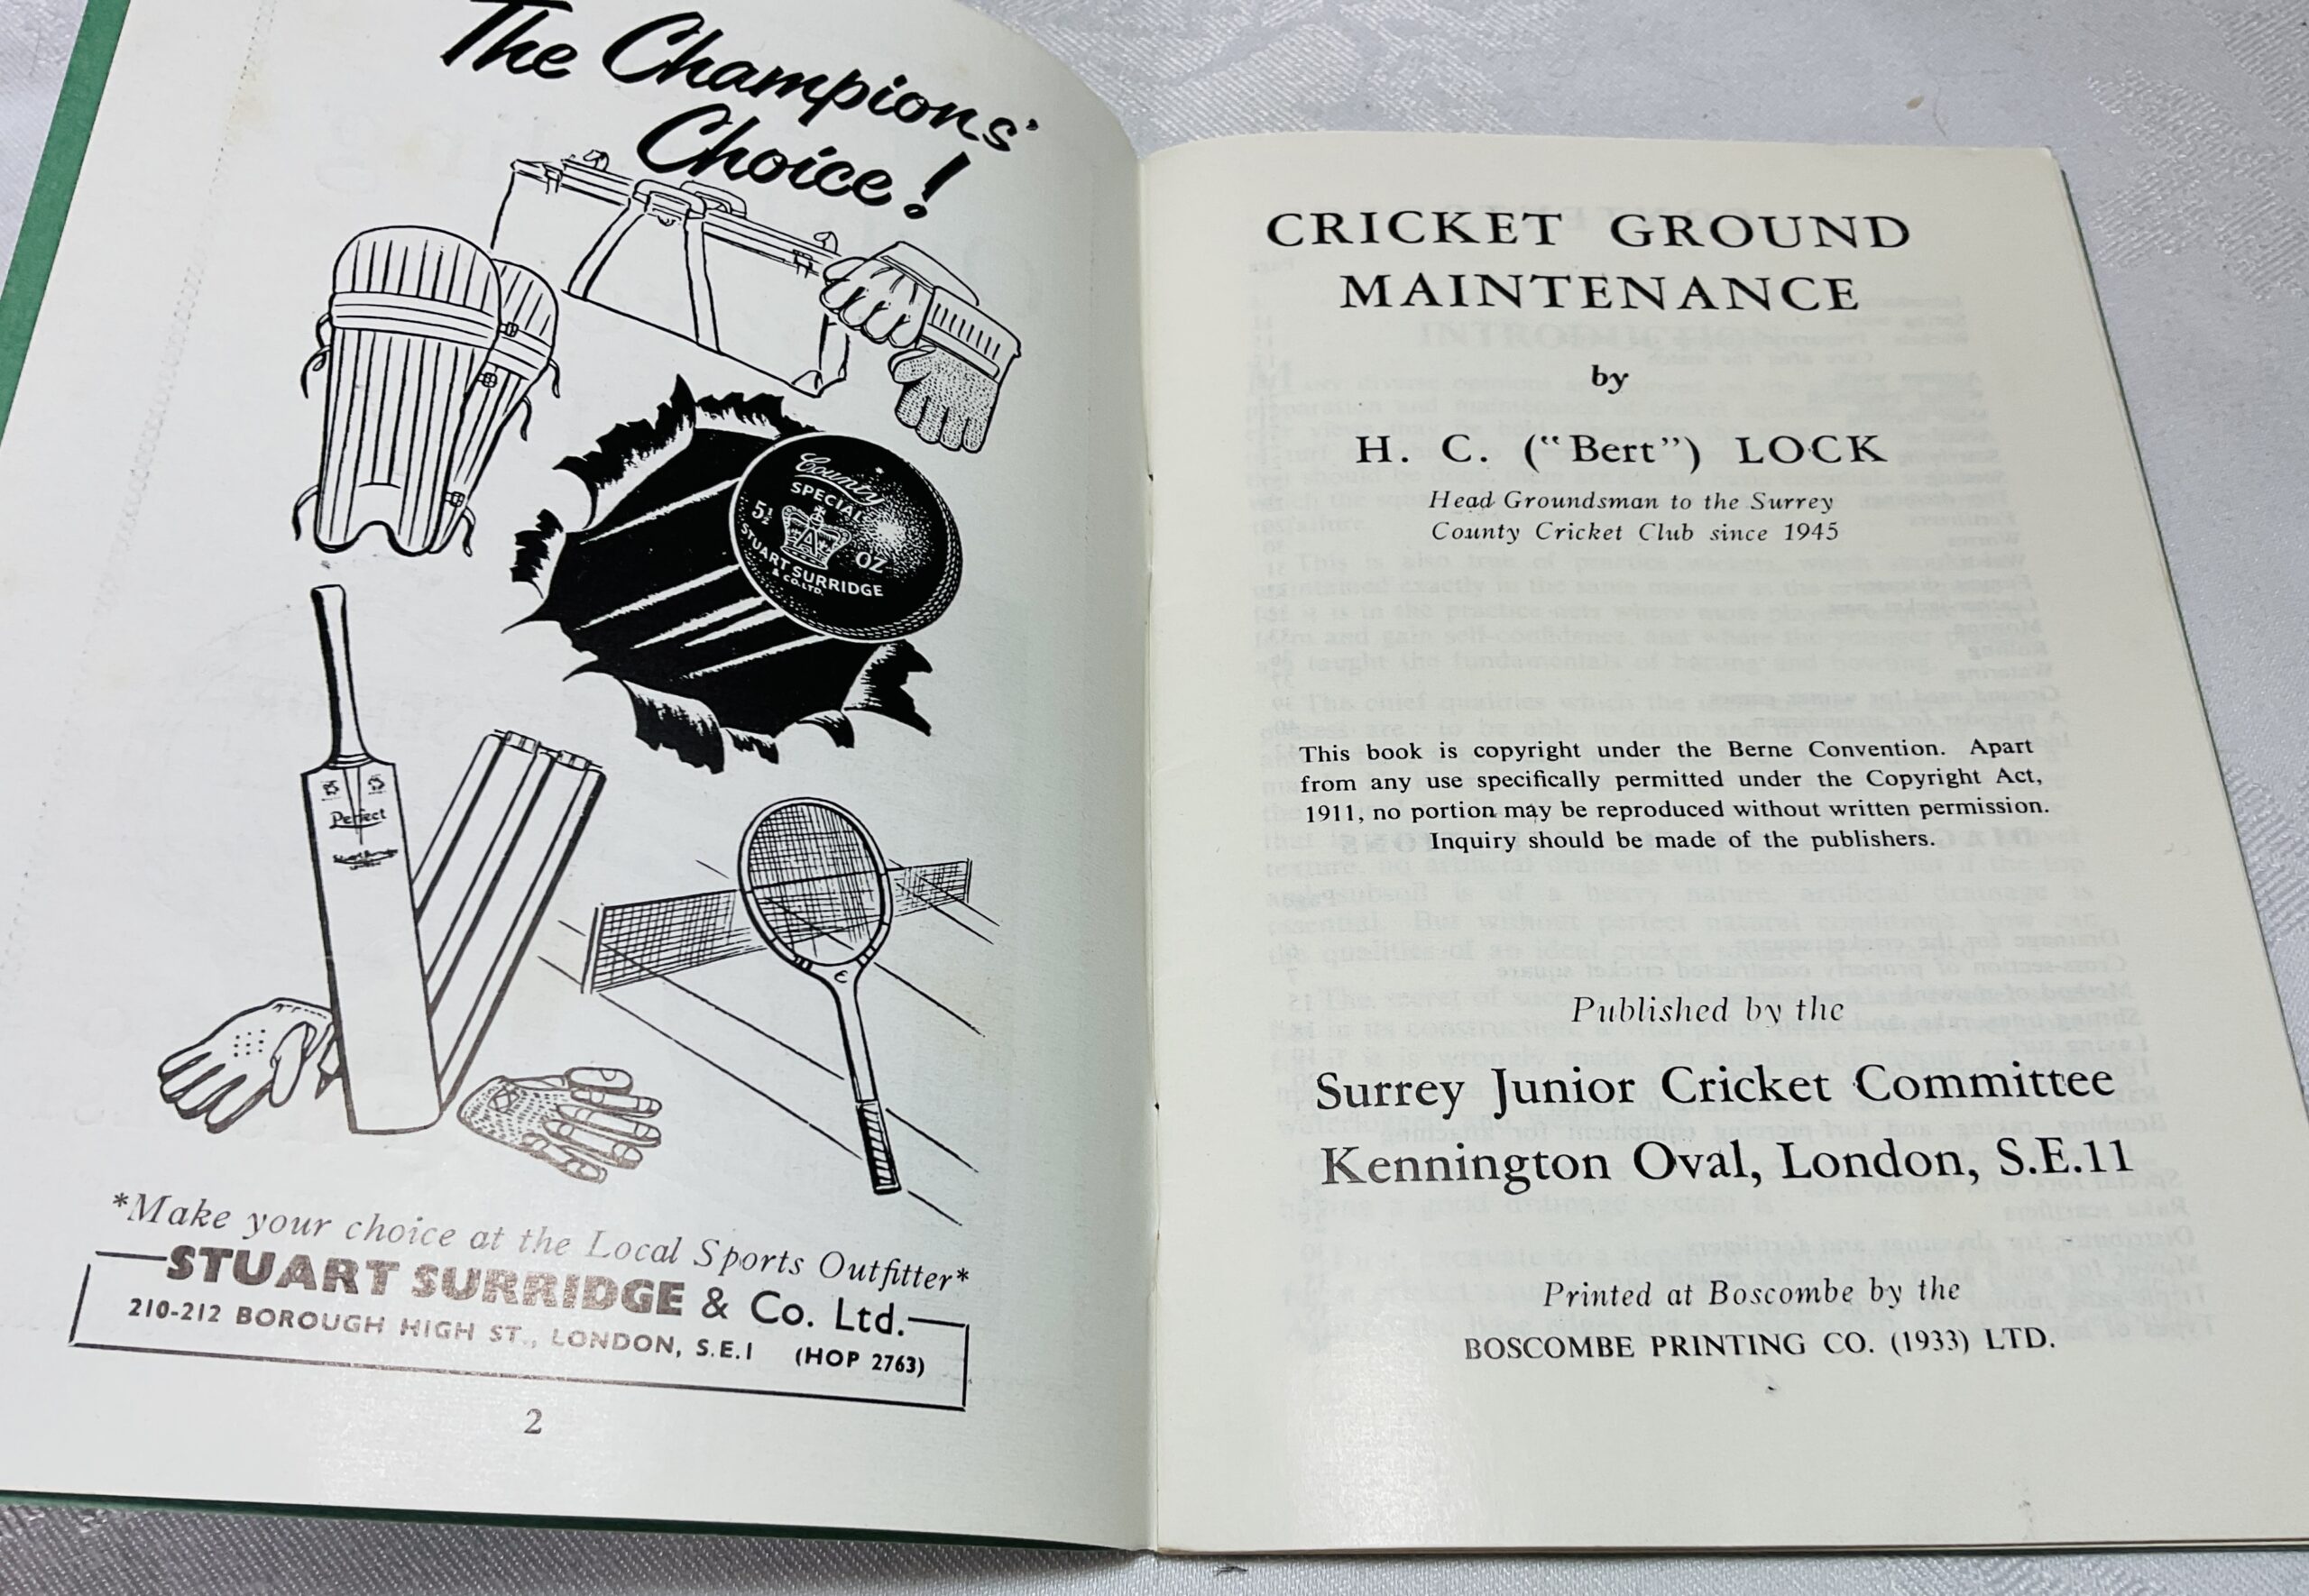 The Champions'
Choice!
County
SPECIAL
5½ OZ
STUART SURRIDGE
& CO. LTD.
Perfect
*Make your choice at the Local Sports Outfitter*
STUART SURRIDGE & Co. Ltd.
210-212 BOROUGH HIGH ST., LONDON, S.E.1 (HOP 2763)
2
CRICKET GROUND
MAINTENANCE
by
H. C. ("Bert") LOCK
Head Groundsman to the Surrey
County Cricket Club since 1945
This book is copyright under the Berne Convention. Apart
from any use specifically permitted under the Copyright Act,
1911, no portion may be reproduced without written permission.
Inquiry should be made of the publishers.
Published by the
Surrey Junior Cricket Committee
Kennington Oval, London, S.E.11
Printed at Boscombe by the
BOSCOMBE PRINTING CO. (1933) LTD.